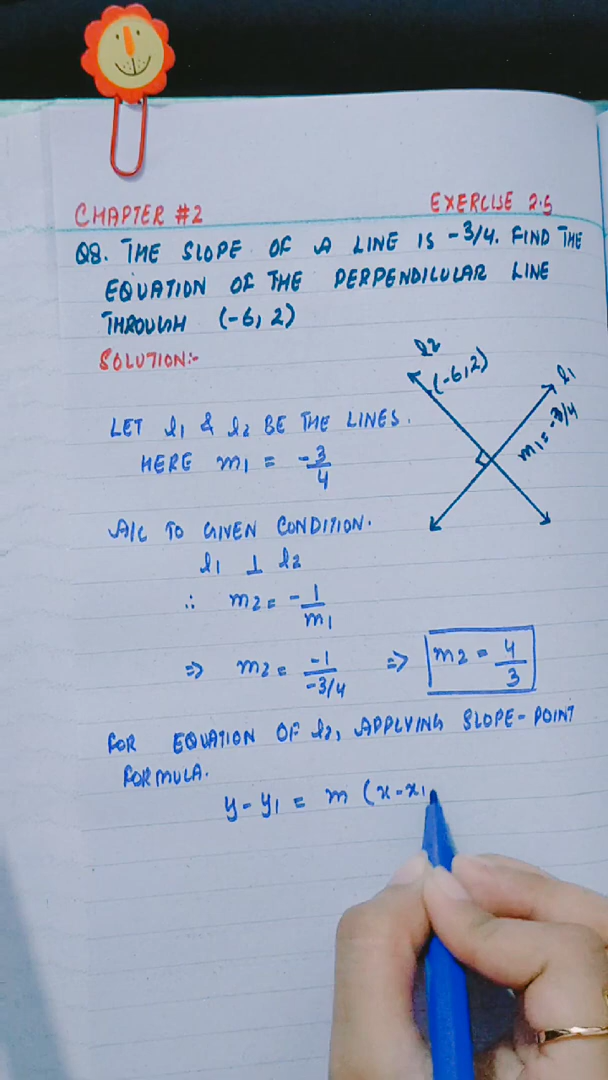 CHAPTER #2 EXERCISE 2.5
Q8. THE SLOPE OF A LINE IS -3/4. FIND THE
EQUATION OF THE PERPENDICULAR LINE
THROUGH (-6, 2)
SOLUTION:-
l2
(-6,2)
l1
m1 = -3/4
LET l1 & l2 BE THE LINES.
HERE m1 = -3/4
A/C TO GIVEN CONDITION.
l1 ⊥ l2
∴ m2 = -1/m1
⇒ m2 = -1/-3/4 ⇒ m2 = 4/3
FOR EQUATION OF l2, APPLYING SLOPE-POINT
FORMULA.
y - y1 = m (x - x1